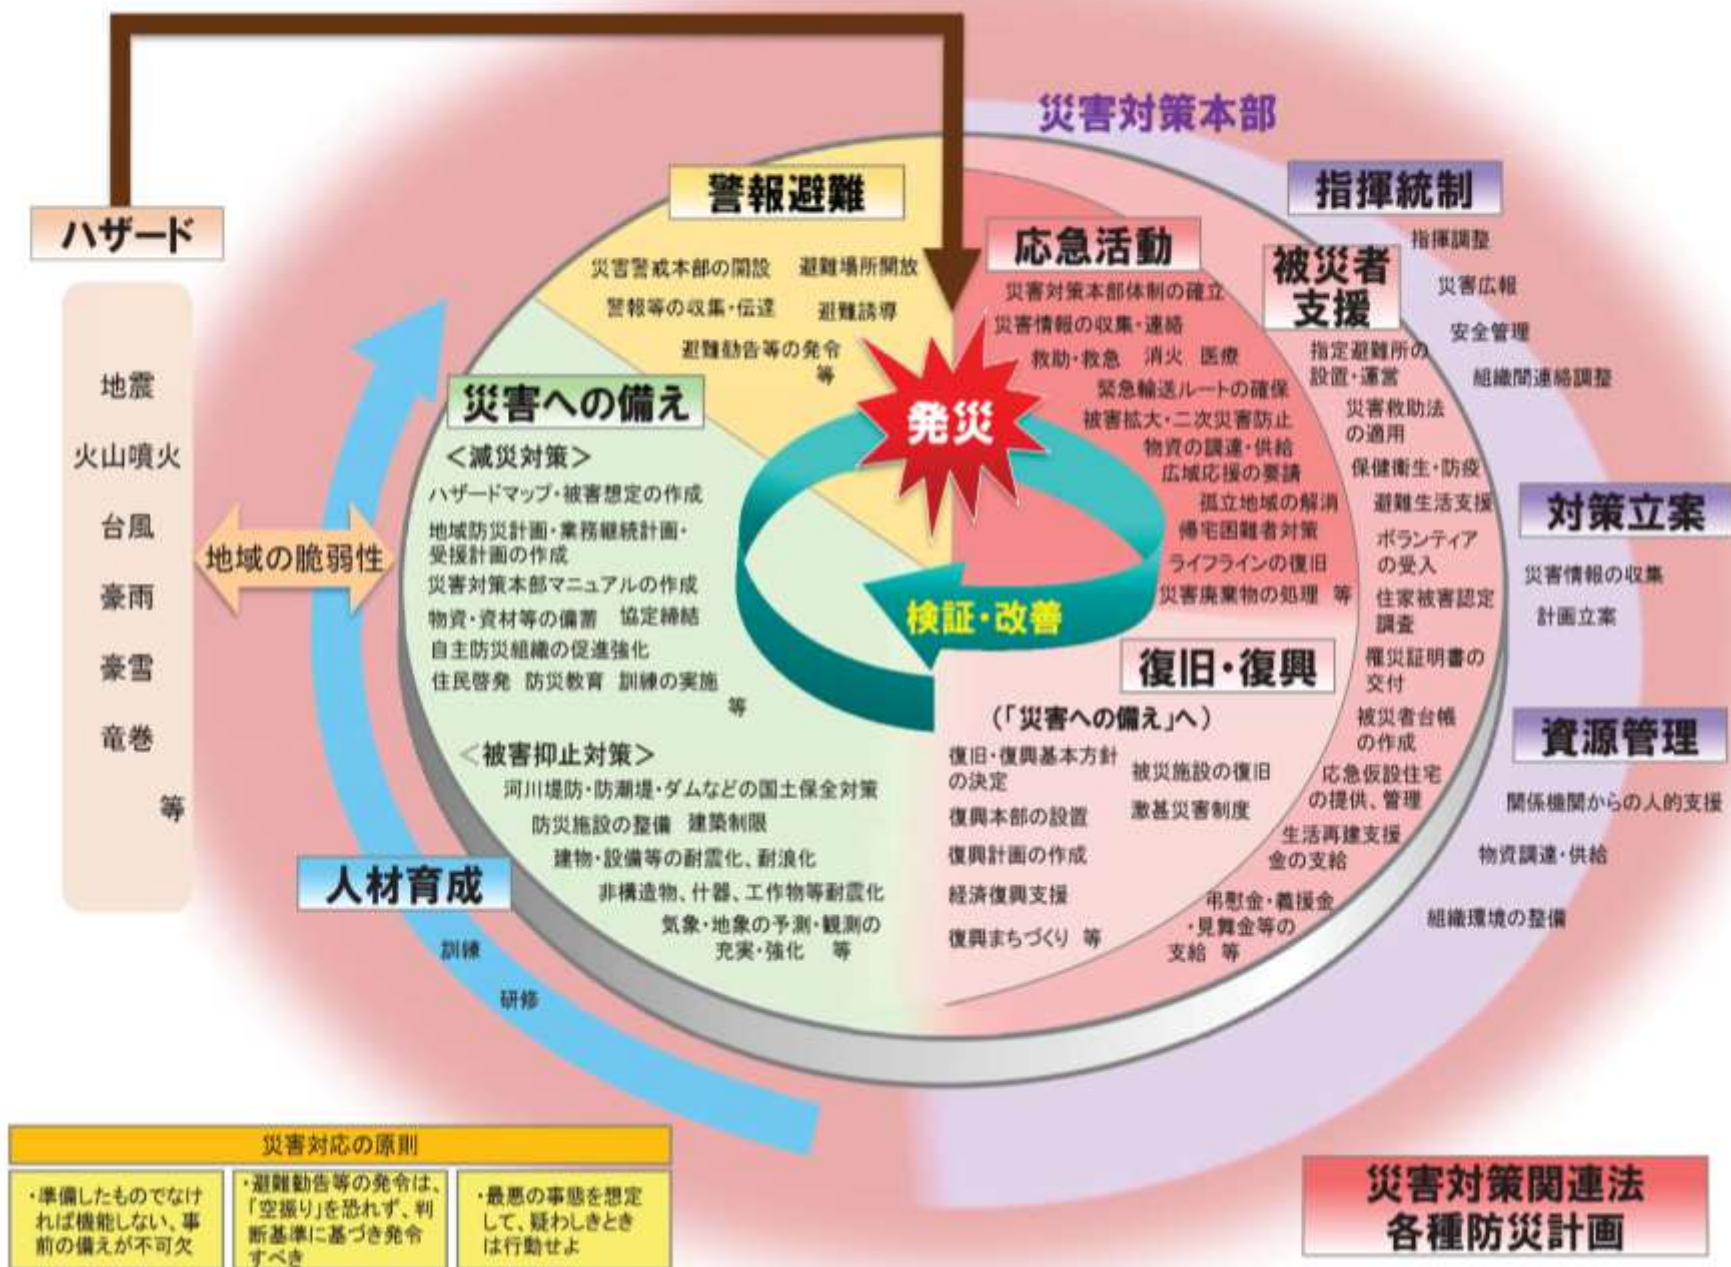 災害対策本部
ハザード
地震
火山噴火
台風
豪雨
豪雪
竜巻
等
地域の脆弱性
警報避難
災害警戒本部の開設 避難場所開放
警報等の収集・伝達 避難誘導
避難勧告等の発令
等
災害への備え
<減災対策>
ハザードマップ・被害想定の作成
地域防災計画・業務継続計画・
受援計画の作成
災害対策本部マニュアルの作成
物資・資材等の備蓄 協定締結
自主防災組織の促進強化
住民啓発 防災教育 訓練の実施
等
<被害抑止対策>
河川堤防・防潮堤・ダムなどの国土保全対策
防災施設の整備 建築制限
建物・設備等の耐震化、耐浪化
非構造物、什器、工作物等耐震化
気象・地象の予測・観測の
充実・強化 等
人材育成
訓練
研修
発災
検証・改善
応急活動
災害対策本部体制の確立
災害情報の収集・連絡
救助・救急 消火 医療
緊急輸送ルートの確保
被害拡大・二次災害防止
物資の調達・供給
広域応援の要請
孤立地域の解消
帰宅困難者対策
ライフラインの復旧
災害廃棄物の処理 等
復旧・復興
(「災害への備え」へ)
復旧・復興基本方針
の決定
復興本部の設置
復興計画の作成
経済復興支援
復興まちづくり 等
被災施設の復旧
激甚災害制度
被災者
支援
指定避難所の
設置・運営
災害救助法
の適用
保健衛生・防疫
避難生活支援
ボランティア
の受入
住家被害認定
調査
罹災証明書の
交付
被災者台帳
の作成
応急仮設住宅
の提供、管理
生活再建支援
金の支給
弔慰金・義援金
・見舞金等の
支給 等
指揮統制
指揮調整
災害広報
安全管理
組織間連絡調整
対策立案
災害情報の収集
計画立案
資源管理
関係機関からの人的支援
物資調達・供給
組織環境の整備
災害対応の原則
・準備したものでなけ
れば機能しない、事
前の備えが不可欠
・避難勧告等の発令は、
「空振り」を恐れず、判
断基準に基づき発令
すべき
・最悪の事態を想定
して、疑わしきとき
は行動せよ
災害対策関連法
各種防災計画